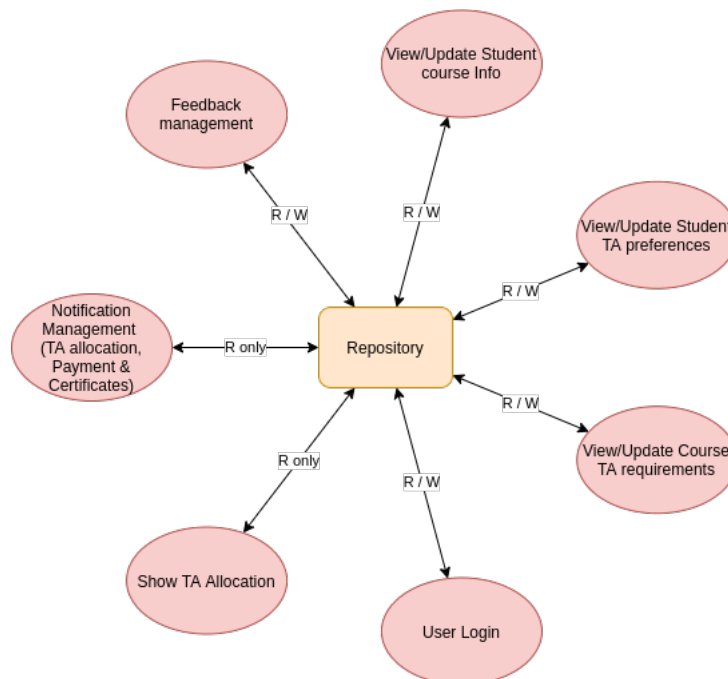 View/Update Student
course Info
Feedback
management
R / W
R / W
View/Update Student
TA preferences
R / W
Notification
Management
(TA allocation,
Payment &
Certificates)
R only
Repository
R / W
View/Update Course
TA requirements
R only
R / W
Show TA Allocation
User Login